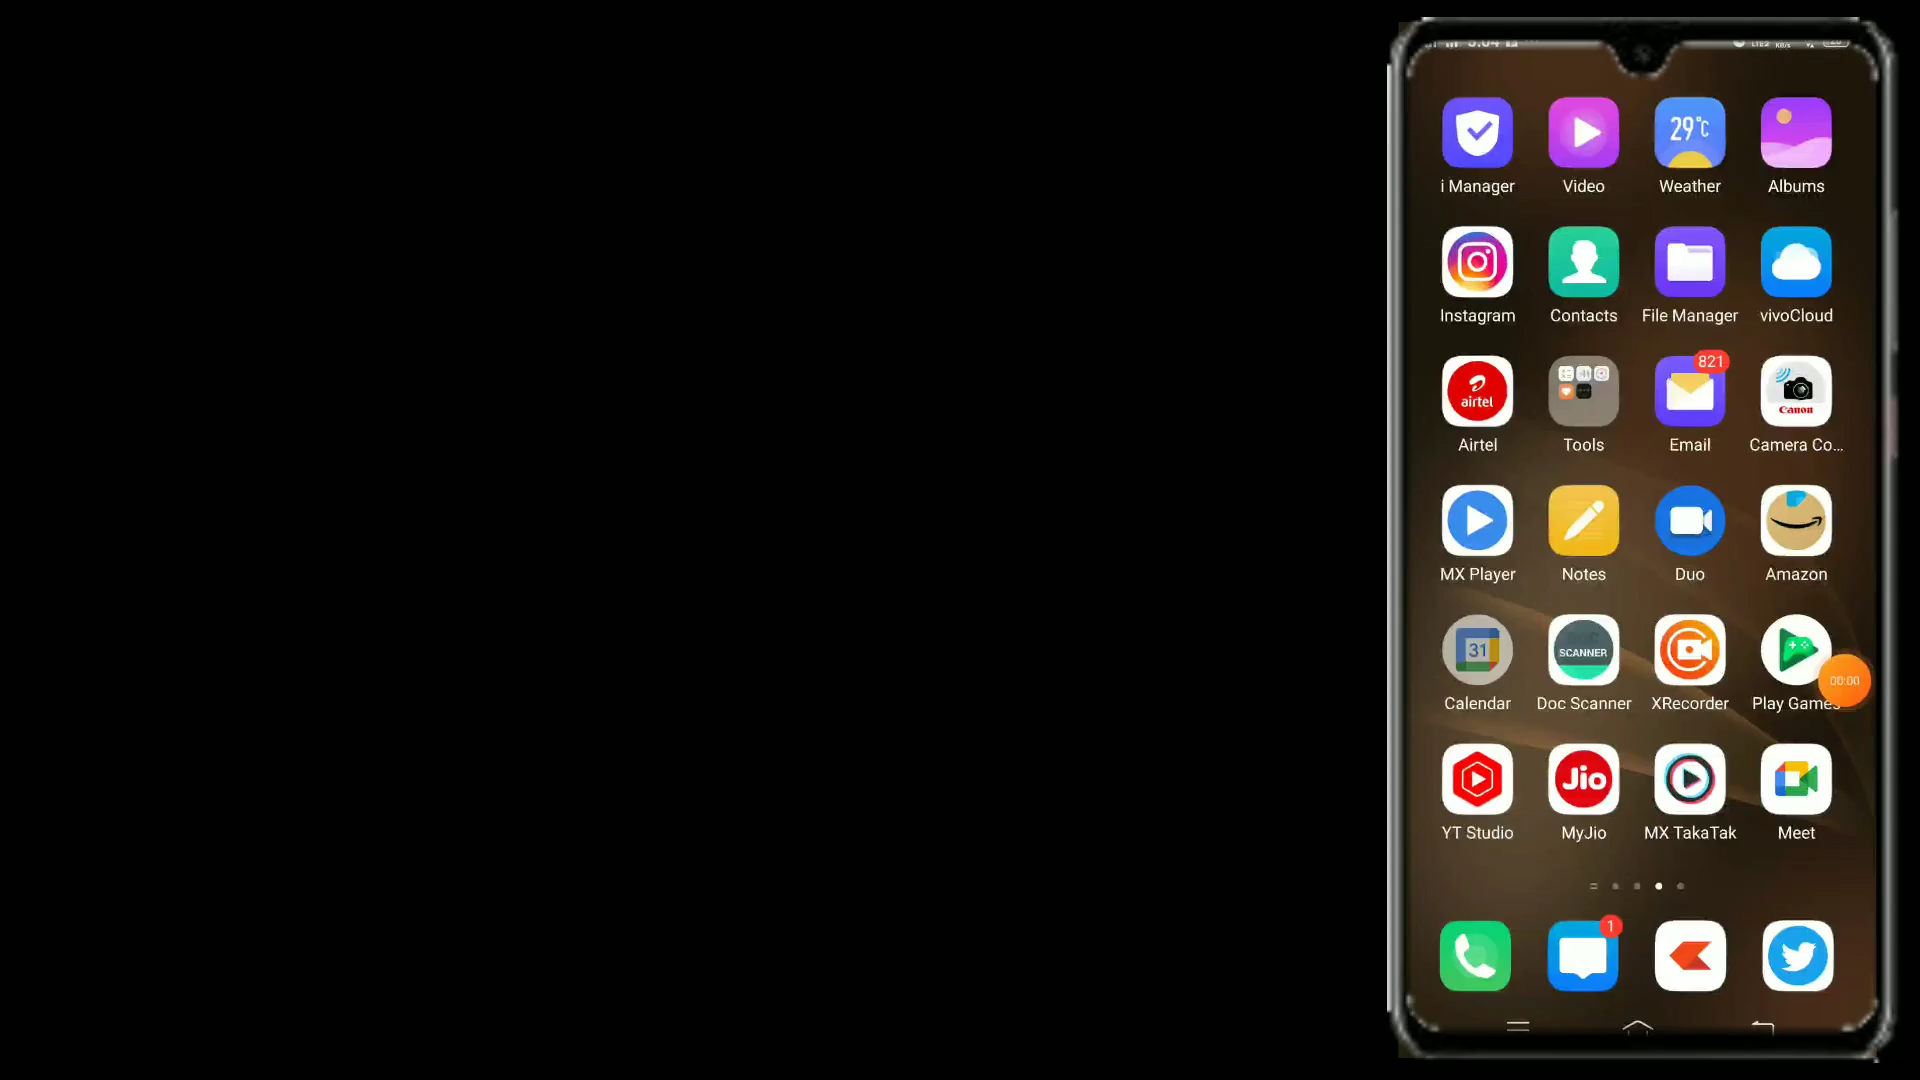 29°C
i Manager Video Weather Albums
Instagram Contacts File Manager vivoCloud
821
airtel
Canon
Airtel Tools Email Camera Co...
MX Player Notes Duo Amazon
31
SCANNER
00:00
Calendar Doc Scanner XRecorder Play Games
Jio
YT Studio MyJio MX TakaTak Meet
1